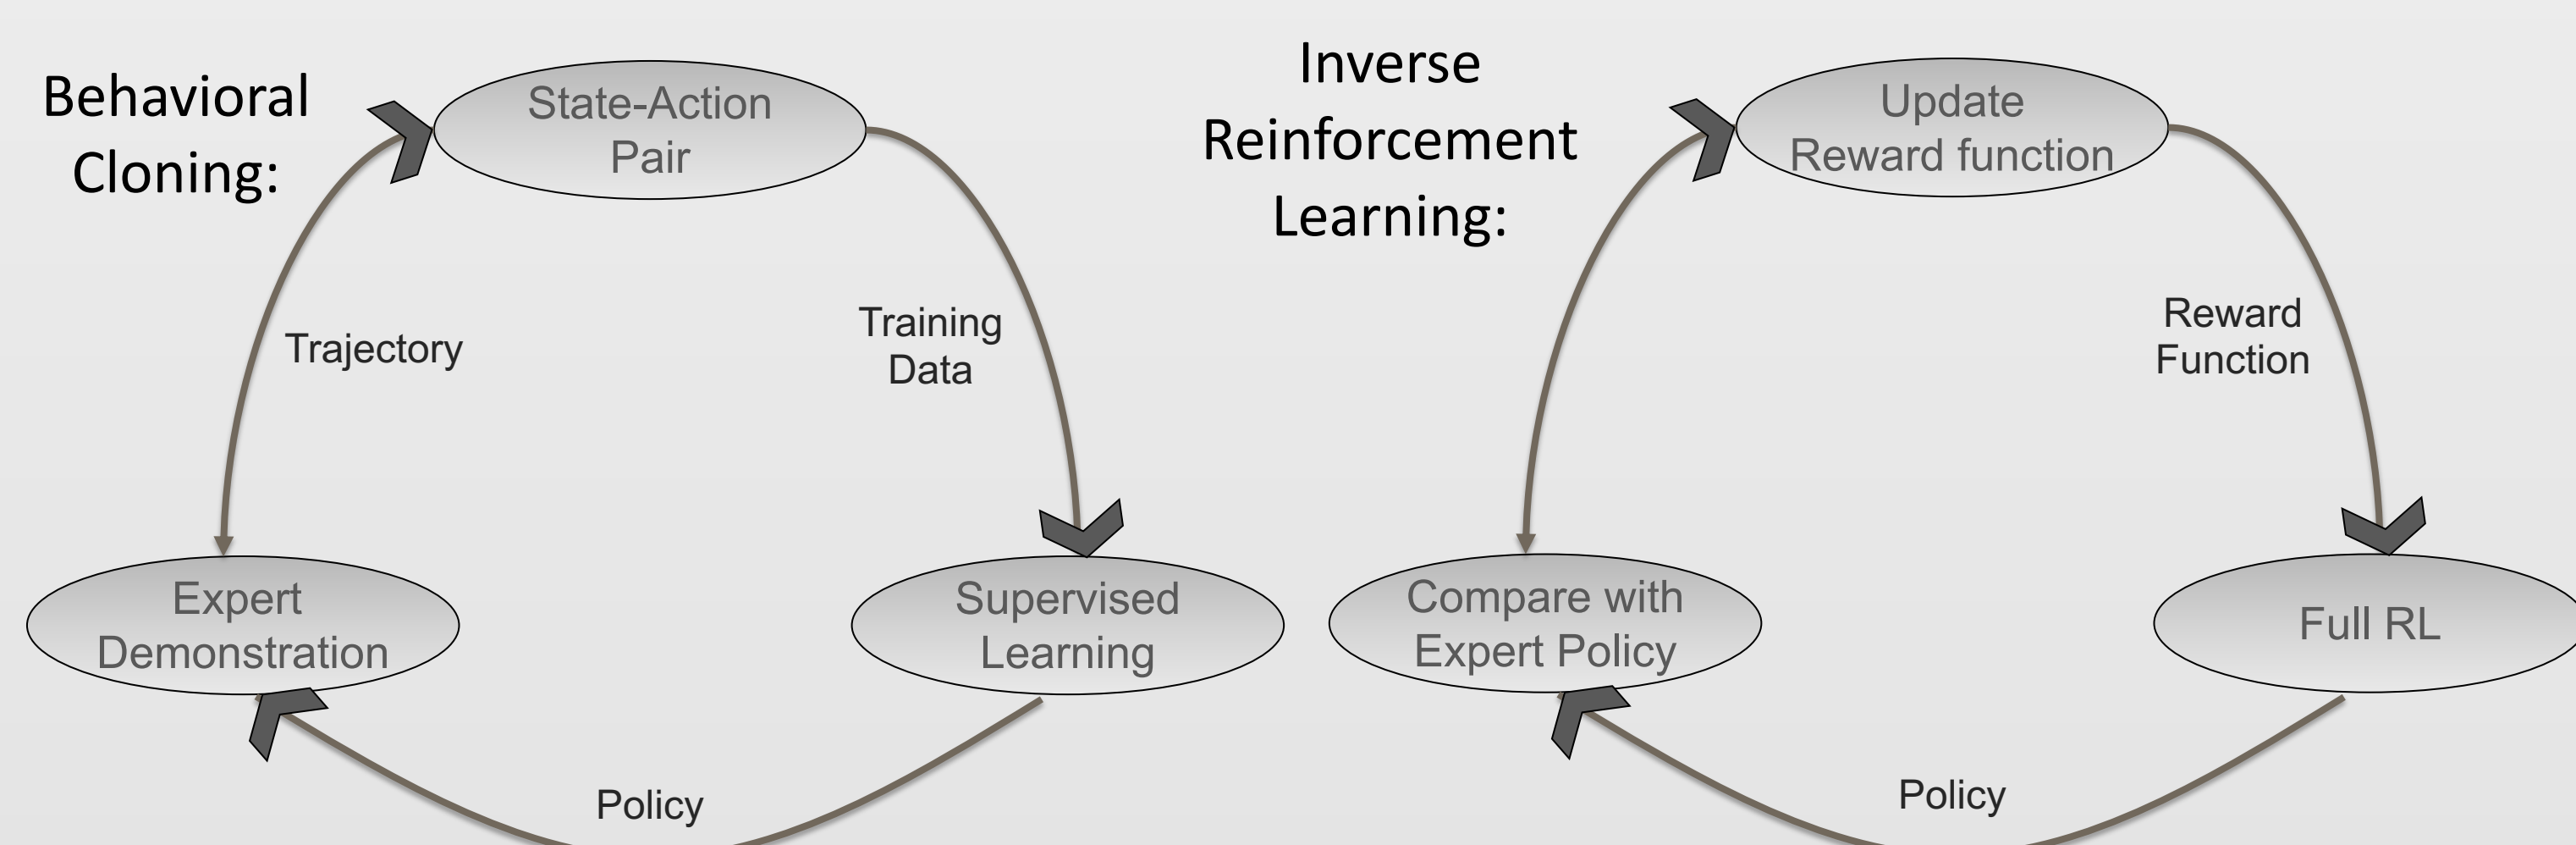 Behavioral
Cloning:
State-Action
Pair
Trajectory
Training
Data
Expert
Demonstration
Supervised
Learning
Policy
Inverse
Reinforcement
Learning:
Update
Reward function
Reward
Function
Compare with
Expert Policy
Full RL
Policy